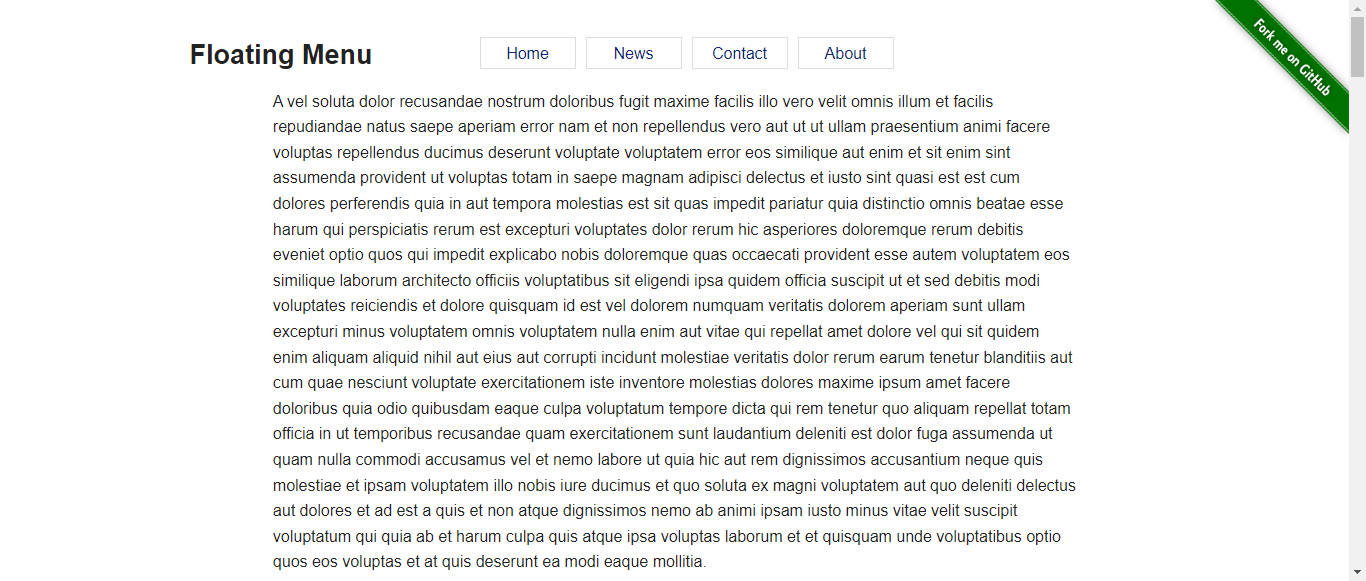 Floating Menu
Home
News
Contact
About
Fork me on GitHub
A vel soluta dolor recusandae nostrum doloribus fugit maxime facilis illo vero velit omnis illum et facilis
repudiandae natus saepe aperiam error nam et non repellendus vero aut ut ut ullam praesentium animi facere
voluptas repellendus ducimus deserunt voluptate voluptatem error eos similique aut enim et sit enim sint
assumenda provident ut voluptas totam in saepe magnam adipisci delectus et iusto sint quasi est est cum
dolores perferendis quia in aut tempora molestias est sit quas impedit pariatur quia distinctio omnis beatae esse
harum qui perspiciatis rerum est excepturi voluptates dolor rerum hic asperiores doloremque rerum debitis
eveniet optio quos qui impedit explicabo nobis doloremque quas occaecati provident esse autem voluptatem eos
similique laborum architecto officiis voluptatibus sit eligendi ipsa quidem officia suscipit ut et sed debitis modi
voluptates reiciendis et dolore quisquam id est vel dolorem numquam veritatis dolorem aperiam sunt ullam
excepturi minus voluptatem omnis voluptatem nulla enim aut vitae qui repellat amet dolore vel qui sit quidem
enim aliquam aliquid nihil aut eius aut corrupti incidunt molestiae veritatis dolor rerum earum tenetur blanditiis aut
cum quae nesciunt voluptate exercitationem iste inventore molestias dolores maxime ipsum amet facere
doloribus quia odio quibusdam eaque culpa voluptatum tempore dicta qui rem tenetur quo aliquam repellat totam
officia in ut temporibus recusandae quam exercitationem sunt laudantium deleniti est dolor fuga assumenda ut
quam nulla commodi accusamus vel et nemo labore ut quia hic aut rem dignissimos accusantium neque quis
molestiae et ipsam voluptatem illo nobis iure ducimus et quo soluta ex magni voluptatem aut quo deleniti delectus
aut dolores et ad est a quis et non atque dignissimos nemo ab animi ipsam iusto minus vitae velit suscipit
voluptatum qui quia ab et harum culpa quis atque ipsa voluptas laborum et et quisquam unde voluptatibus optio
quos eos voluptas et at quis deserunt ea modi eaque mollitia.